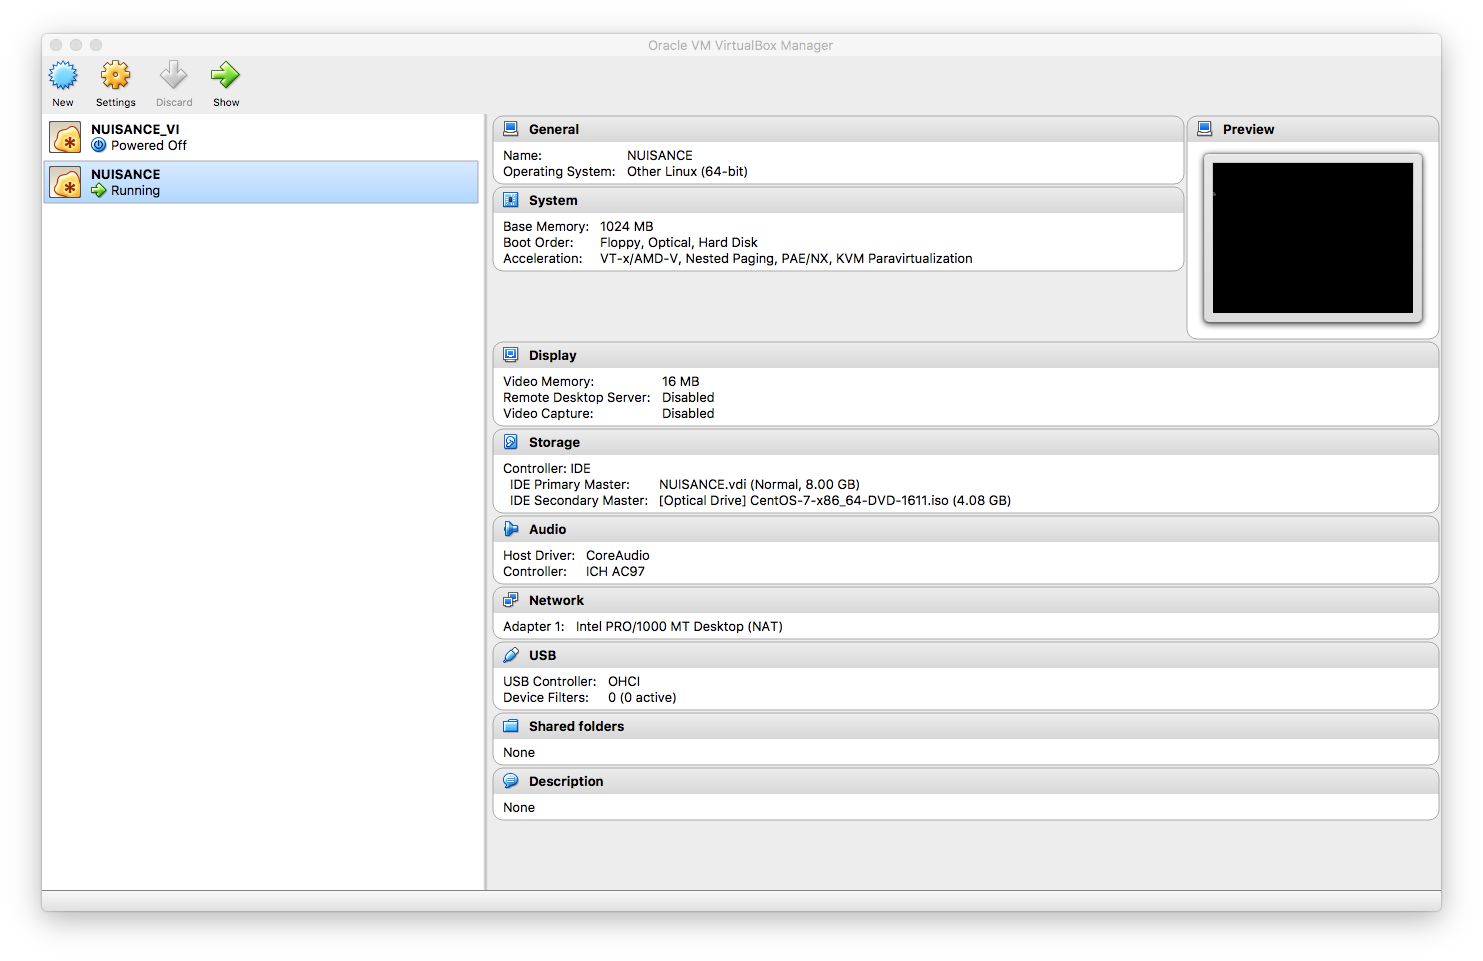 Oracle VM VirtualBox Manager
New Settings Discard Show
NUISANCE_VI
Powered Off
NUISANCE
Running
General
Name: NUISANCE
Operating System: Other Linux (64-bit)
System
Base Memory: 1024 MB
Boot Order: Floppy, Optical, Hard Disk
Acceleration: VT-x/AMD-V, Nested Paging, PAE/NX, KVM Paravirtualization
Preview
Display
Video Memory: 16 MB
Remote Desktop Server: Disabled
Video Capture: Disabled
Storage
Controller: IDE
IDE Primary Master: NUISANCE.vdi (Normal, 8.00 GB)
IDE Secondary Master: [Optical Drive] CentOS-7-x86_64-DVD-1611.iso (4.08 GB)
Audio
Host Driver: CoreAudio
Controller: ICH AC97
Network
Adapter 1: Intel PRO/1000 MT Desktop (NAT)
USB
USB Controller: OHCI
Device Filters: 0 (0 active)
Shared folders
None
Description
None